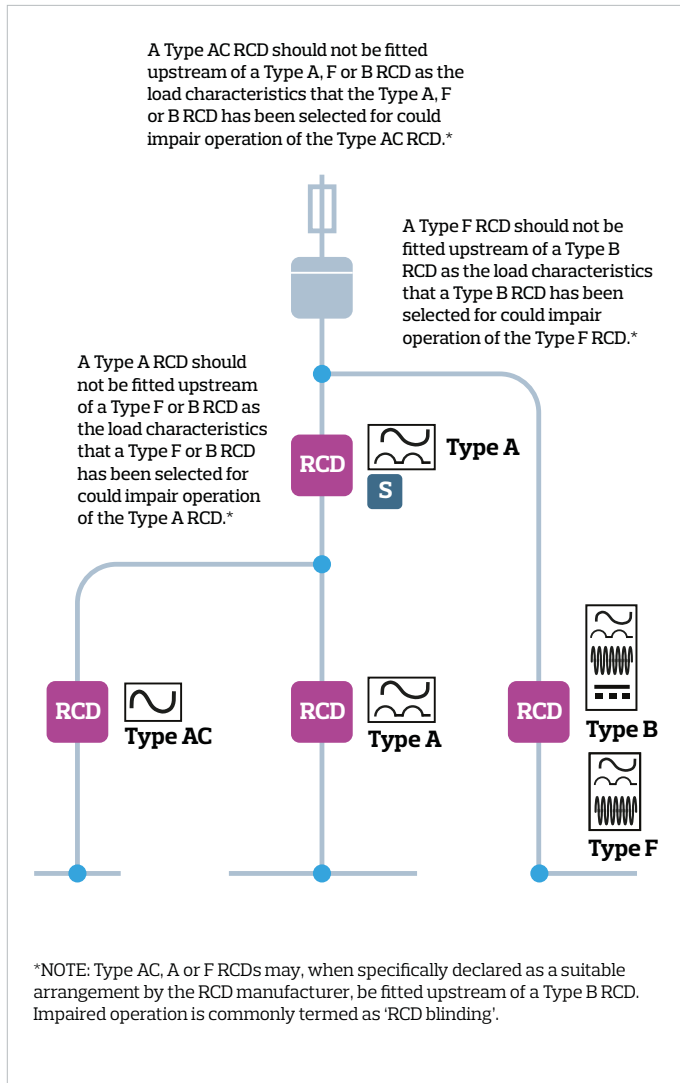 A Type AC RCD should not be fitted
upstream of a Type A, F or B RCD as the
load characteristics that the Type A, F
or B RCD has been selected for could
impair operation of the Type AC RCD.*
A Type F RCD should not be
fitted upstream of a Type B
RCD as the load characteristics
that a Type B RCD has been
selected for could impair
operation of the Type F RCD.*
A Type A RCD should
not be fitted upstream
of a Type F or B RCD as
the load characteristics
that a Type F or B RCD
has been selected for
could impair operation
of the Type A RCD.*
RCD
Type A
S
RCD
Type AC
RCD
Type A
RCD
Type B
Type F
*NOTE: Type AC, A or F RCDs may, when specifically declared as a suitable
arrangement by the RCD manufacturer, be fitted upstream of a Type B RCD.
Impaired operation is commonly termed as ‘RCD blinding’.